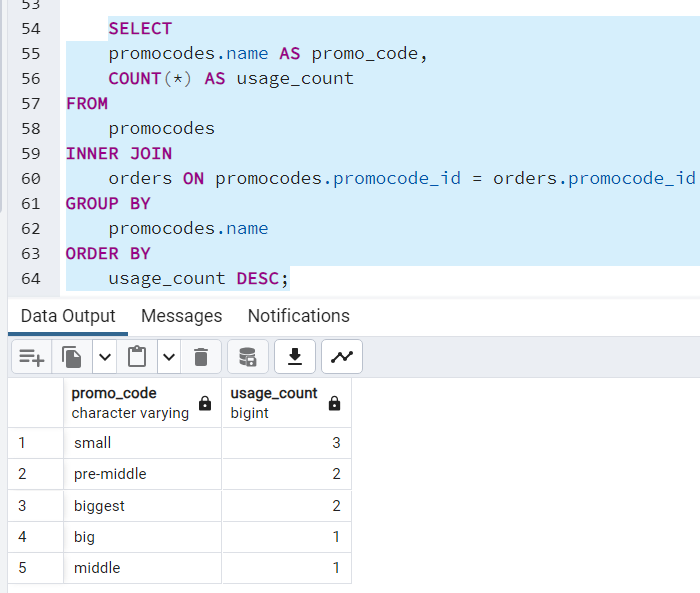 53
54 SELECT
55 promocodes.name AS promo_code,
56 COUNT(*) AS usage_count
57 FROM
58 promocodes
59 INNER JOIN
60 orders ON promocodes.promocode_id = orders.promocode_id
61 GROUP BY
62 promocodes.name
63 ORDER BY
64 usage_count DESC;
Data Output Messages Notifications
promo_code usage_count
character varying bigint
1 small 3
2 pre-middle 2
3 biggest 2
4 big 1
5 middle 1